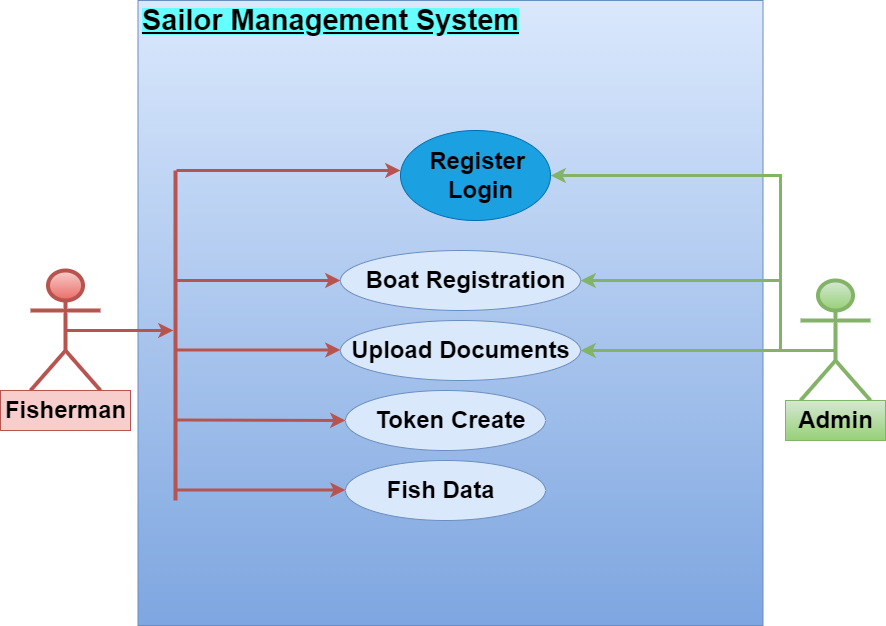 Sailor Management System
Register
Login
Boat Registration
Upload Documents
Fisherman
Token Create
Admin
Fish Data